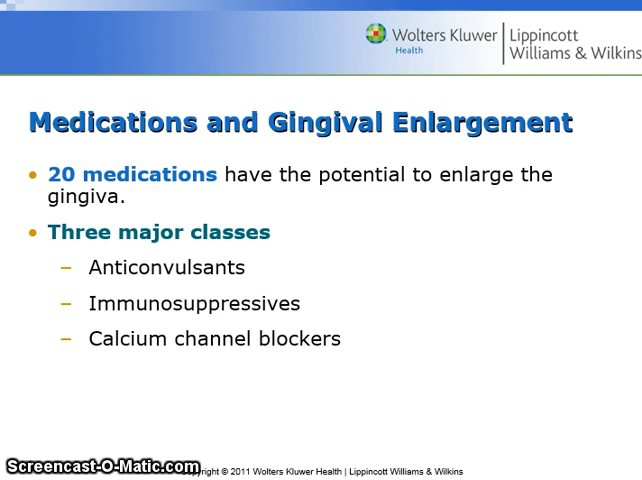 Wolters Kluwer
Health
Lippincott
Williams & Wilkins
Medications and Gingival Enlargement
• 20 medications have the potential to enlarge the
gingiva.
• Three major classes
– Anticonvulsants
– Immunosuppressives
– Calcium channel blockers
Screencast-O-Matic.com
pyright © 2011 Wolters Kluwer Health | Lippincott Williams & Wilkins